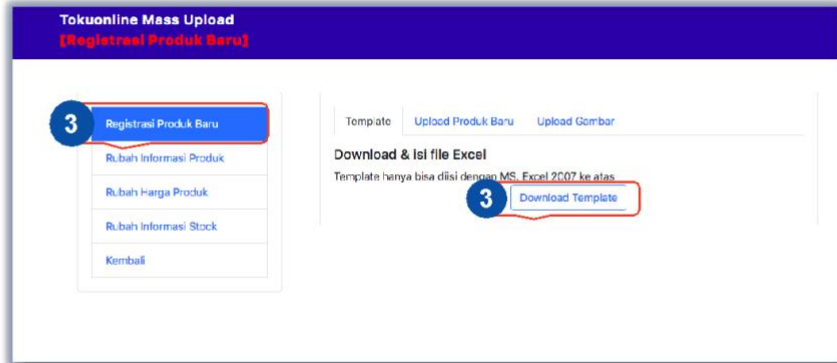 Tokuonline Mass Upload
[Registrasi Produk Baru]
3
Registrasi Produk Baru
Rubah Informasi Produk
Rubah Harga Produk
Rubah Informasi Stock
Kembali
Template Upload Produk Baru Upload Gambar
Download & isi file Excel
Template hanya bisa diisi dengan MS. Excel 2007 ke atas
3
Download Template